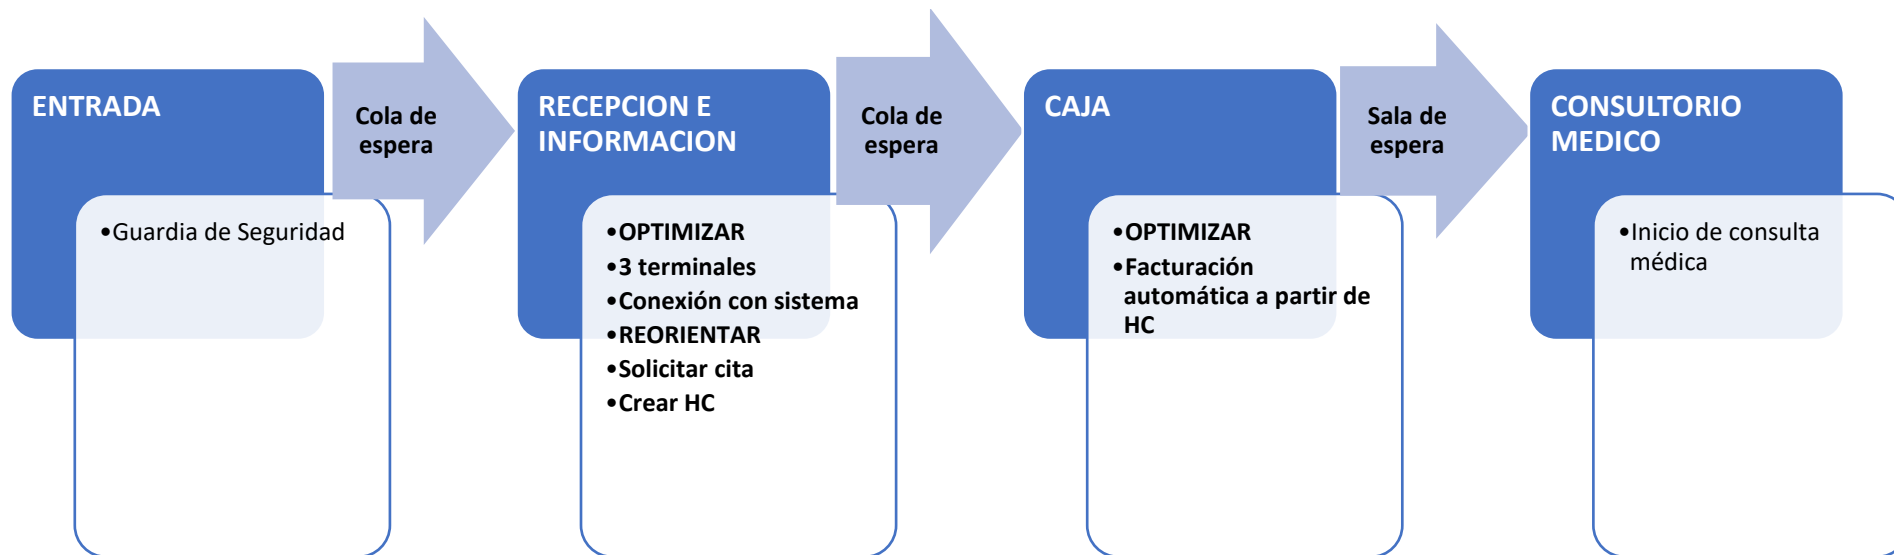 ENTRADA
•Guardia de Seguridad
Cola de
espera
RECEPCION E
INFORMACION
•OPTIMIZAR
•3 terminales
•Conexión con sistema
•REORIENTAR
•Solicitar cita
•Crear HC
Cola de
espera
CAJA
•OPTIMIZAR
•Facturación
automática a partir de
HC
Sala de
espera
CONSULTORIO
MEDICO
•Inicio de consulta
médica